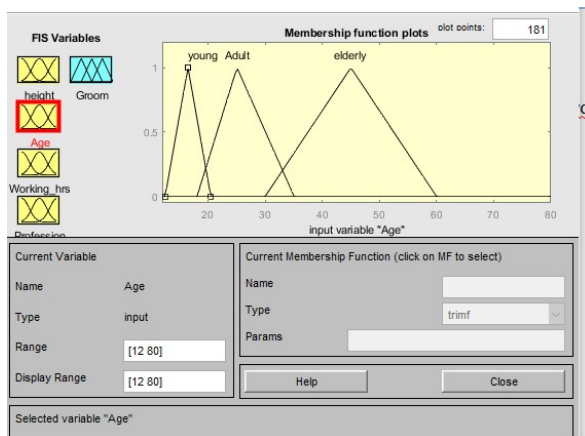 FIS Variables
Membership function plots
plot points:
181
height
Groom
Age
Working_hrs
Profession
young
Adult
elderly
1
0.5
0
20
30
40
50
60
70
80
input variable "Age"
Current Variable
Name
Age
Type
input
Range
[12 80]
Display Range
[12 80]
Current Membership Function (click on MF to select)
Name
Type
trimf
Params
Help
Close
Selected variable "Age"